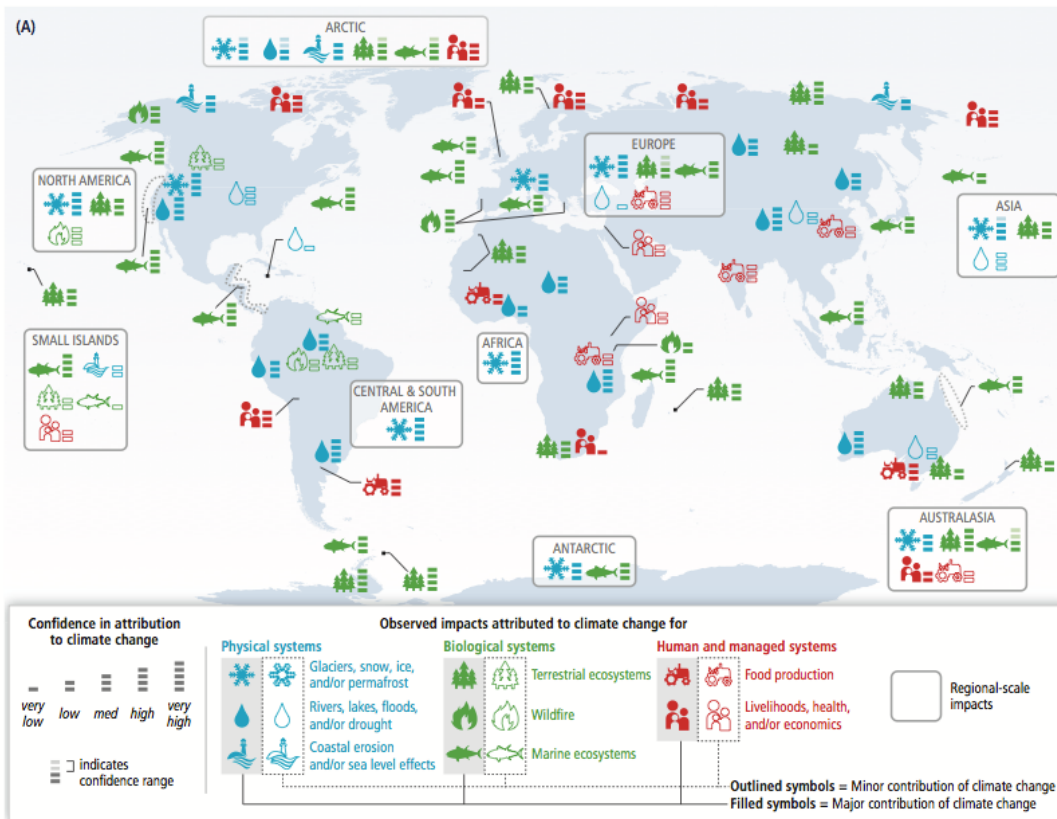 (A)
ARCTIC
EUROPE
NORTH AMERICA
ASIA
SMALL ISLANDS
AFRICA
CENTRAL & SOUTH
AMERICA
AUSTRALASIA
ANTARCTIC
Confidence in attribution
to climate change
very
low
low
med
high
very
high
indicates
confidence range
Observed impacts attributed to climate change for
Physical systems
Glaciers, snow, ice,
and/or permafrost
Rivers, lakes, floods,
and/or drought
Coastal erosion
and/or sea level effects
Biological systems
Terrestrial ecosystems
Wildfire
Marine ecosystems
Human and managed systems
Food production
Livelihoods, health,
and/or economics
Regional-scale
impacts
Outlined symbols = Minor contribution of climate change
Filled symbols = Major contribution of climate change